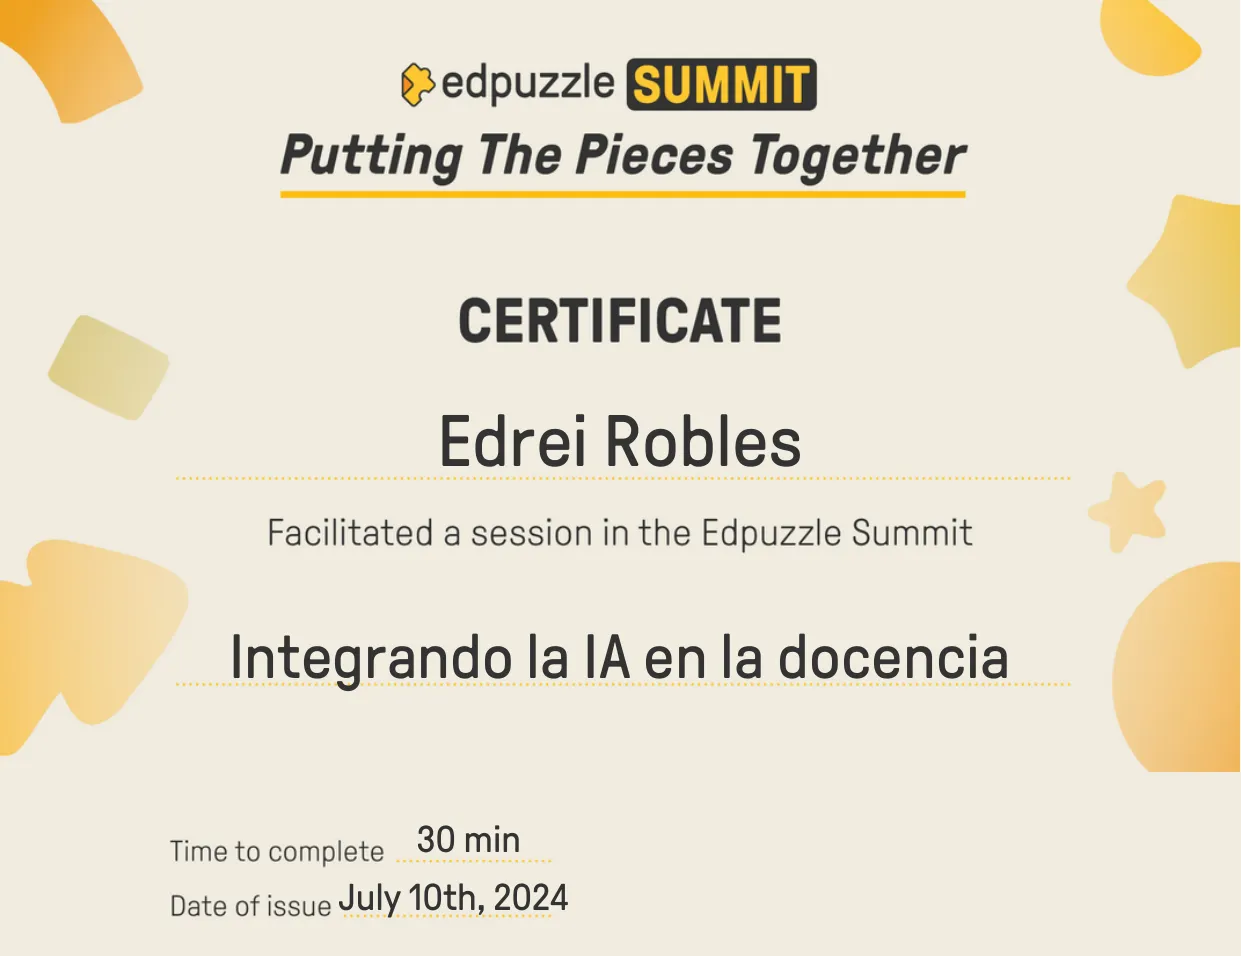 edpuzzle SUMMIT
Putting The Pieces Together
CERTIFICATE
Edrei Robles
Facilitated a session in the Edpuzzle Summit
Integrando la IA en la docencia
Time to complete 30 min
Date of issue July 10th, 2024